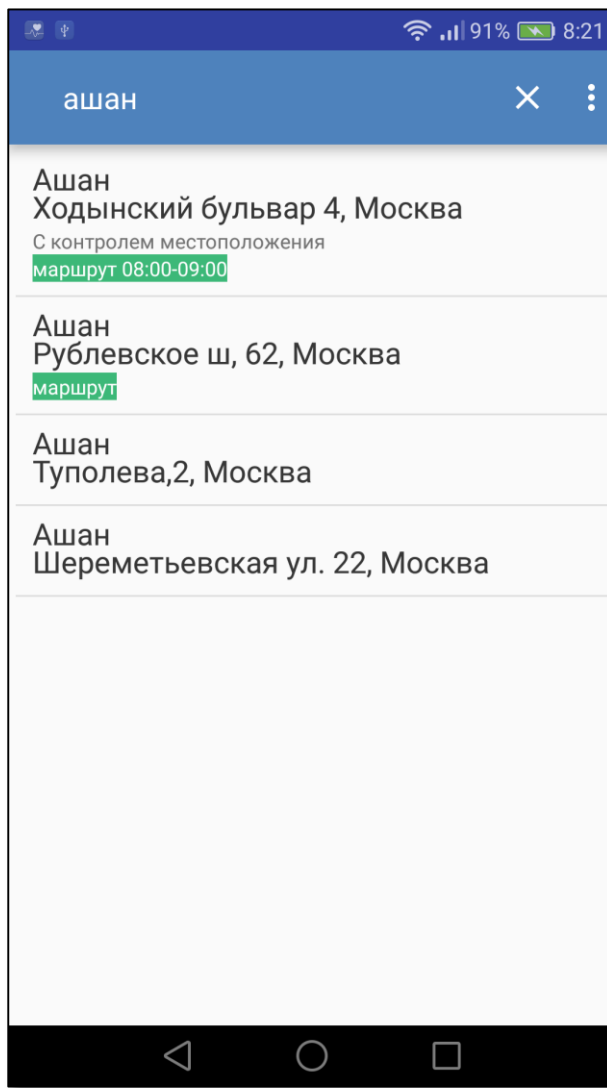 91% 8:21
ашан
Ашан
Ходынский бульвар 4, Москва
С контролем местоположения
маршрут 08:00-09:00
Ашан
Рублевское ш, 62, Москва
маршрут
Ашан
Туполева,2, Москва
Ашан
Шереметьевская ул. 22, Москва